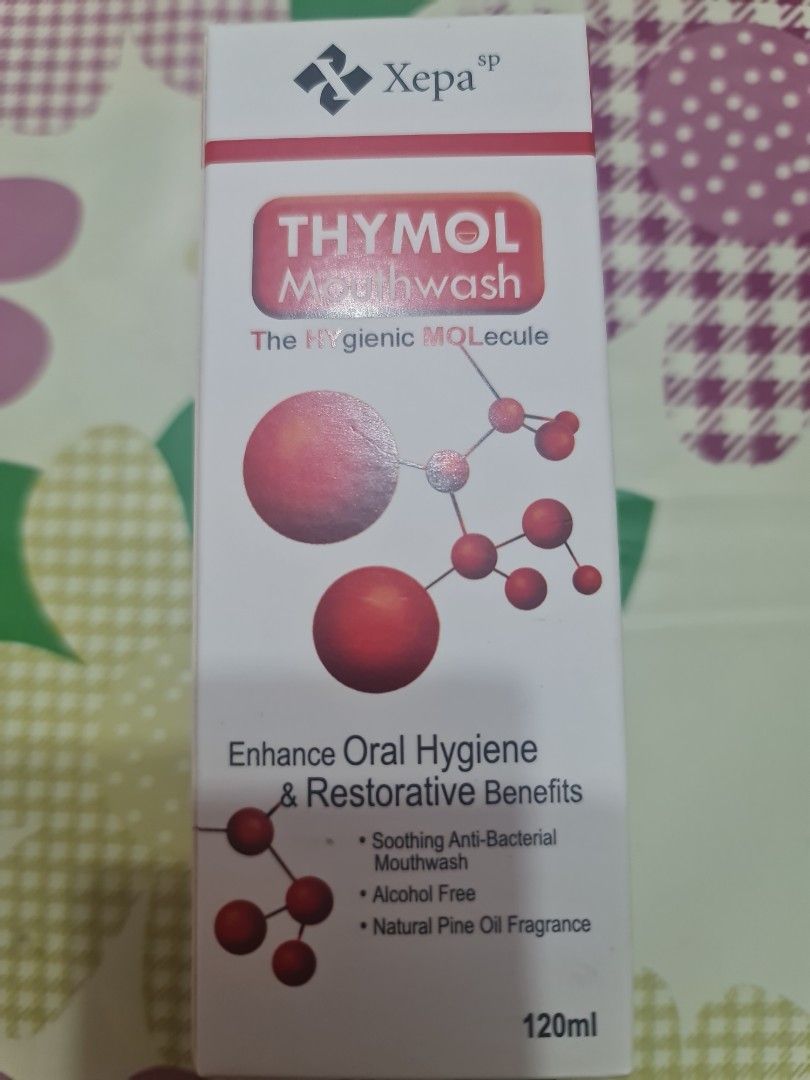 Xepa sp
THYMOL
Mouthwash
The HYgienic MOLecule
Enhance Oral Hygiene
& Restorative Benefits
• Soothing Anti-Bacterial
Mouthwash
• Alcohol Free
• Natural Pine Oil Fragrance
120ml